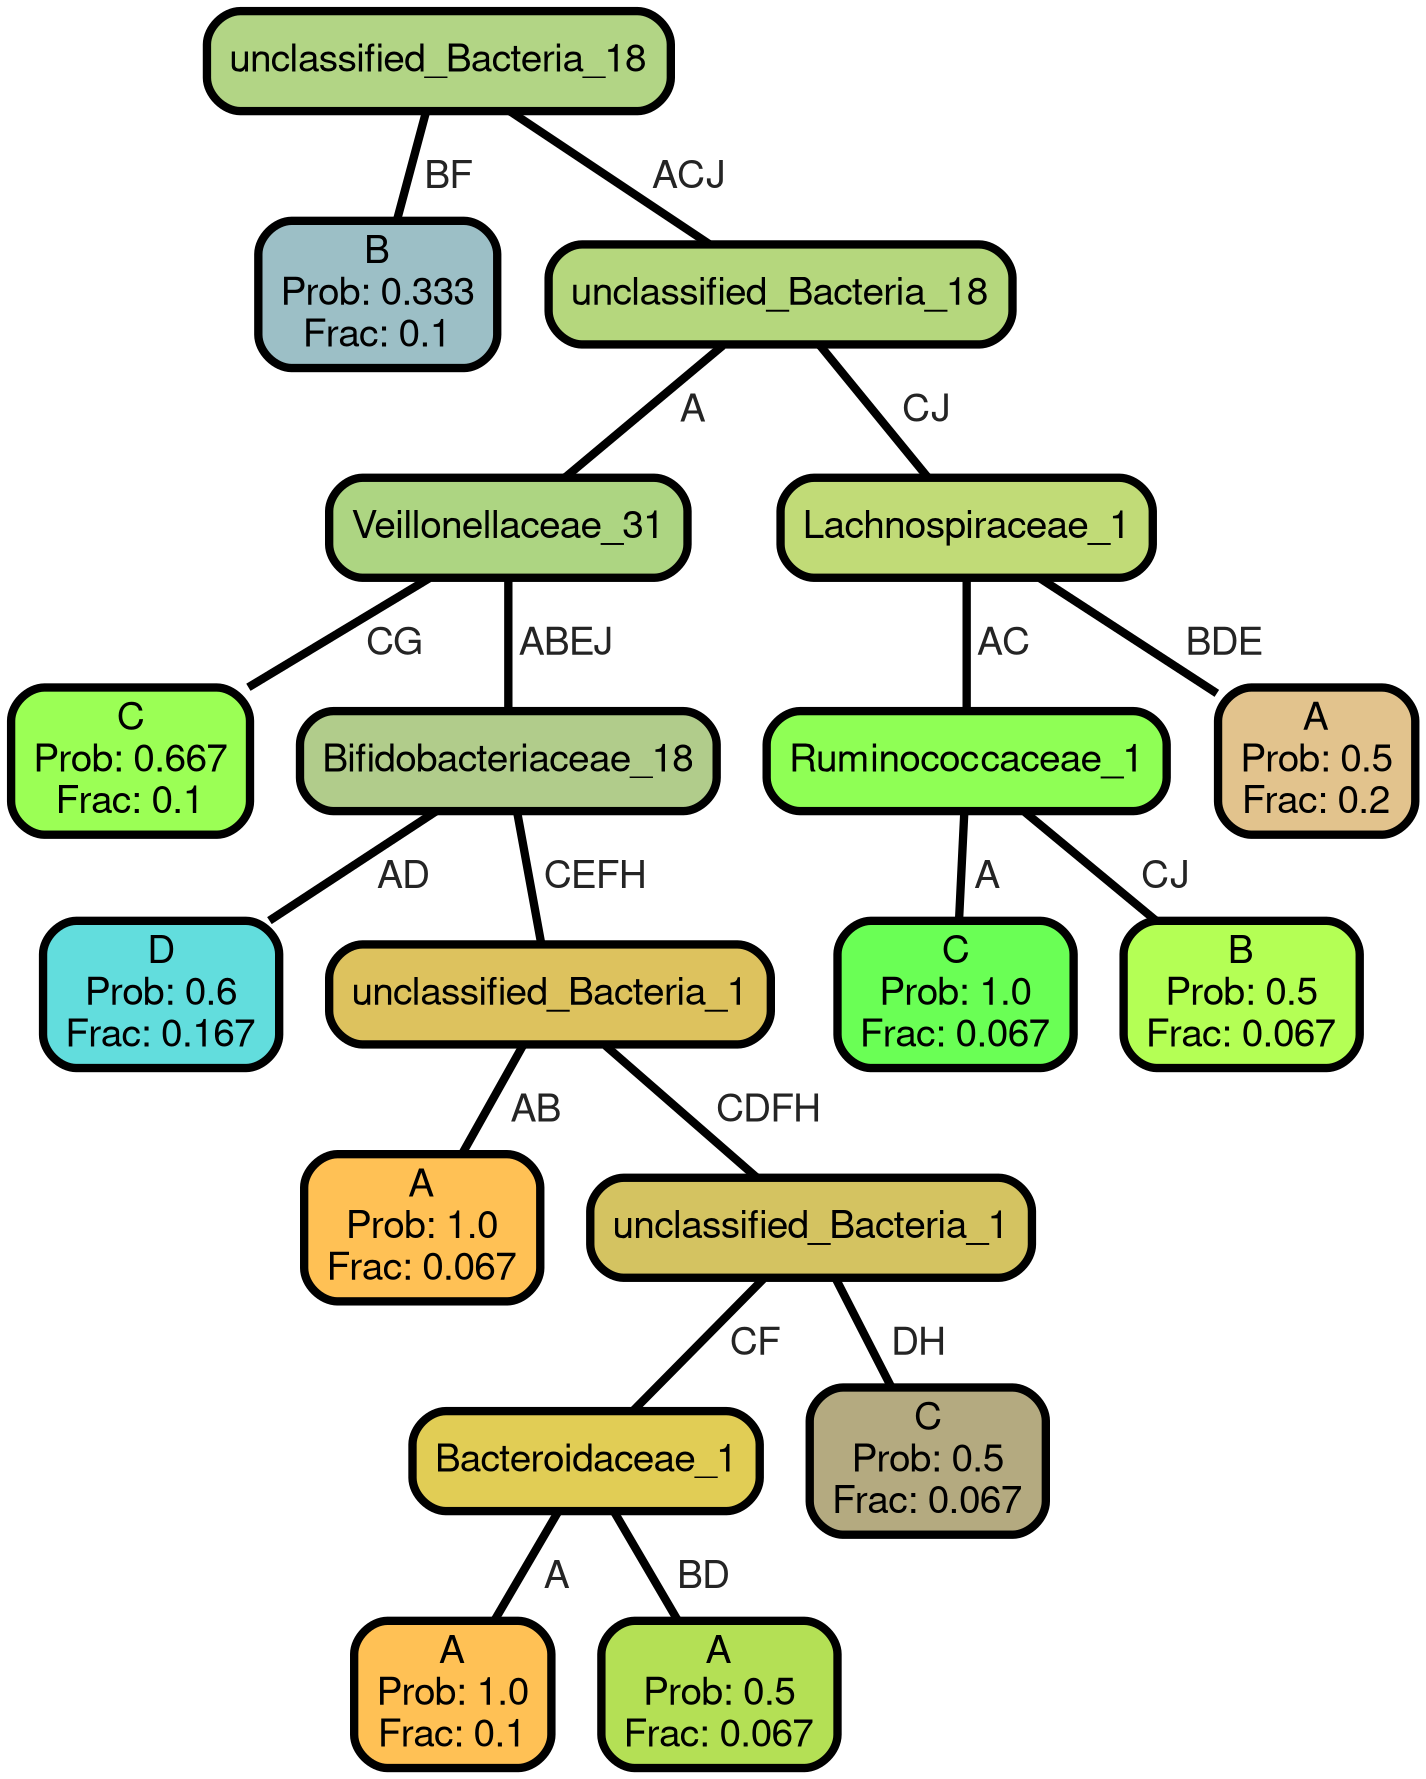 unclassified_Bacteria_18
BF
ACJ
B
Prob: 0.333
Frac: 0.1
unclassified_Bacteria_18
A
CJ
Veillonellaceae_31
Lachnospiraceae_1
CG
ABEJ
AC
BDE
C
Prob: 0.667
Frac: 0.1
Bifidobacteriaceae_18
Ruminococcaceae_1
A
Prob: 0.5
Frac: 0.2
AD
CEFH
A
CJ
D
Prob: 0.6
Frac: 0.167
unclassified_Bacteria_1
C
Prob: 1.0
Frac: 0.067
B
Prob: 0.5
Frac: 0.067
AB
CDFH
A
Prob: 1.0
Frac: 0.067
unclassified_Bacteria_1
CF
DH
Bacteroidaceae_1
C
Prob: 0.5
Frac: 0.067
A
BD
A
Prob: 1.0
Frac: 0.1
A
Prob: 0.5
Frac: 0.067